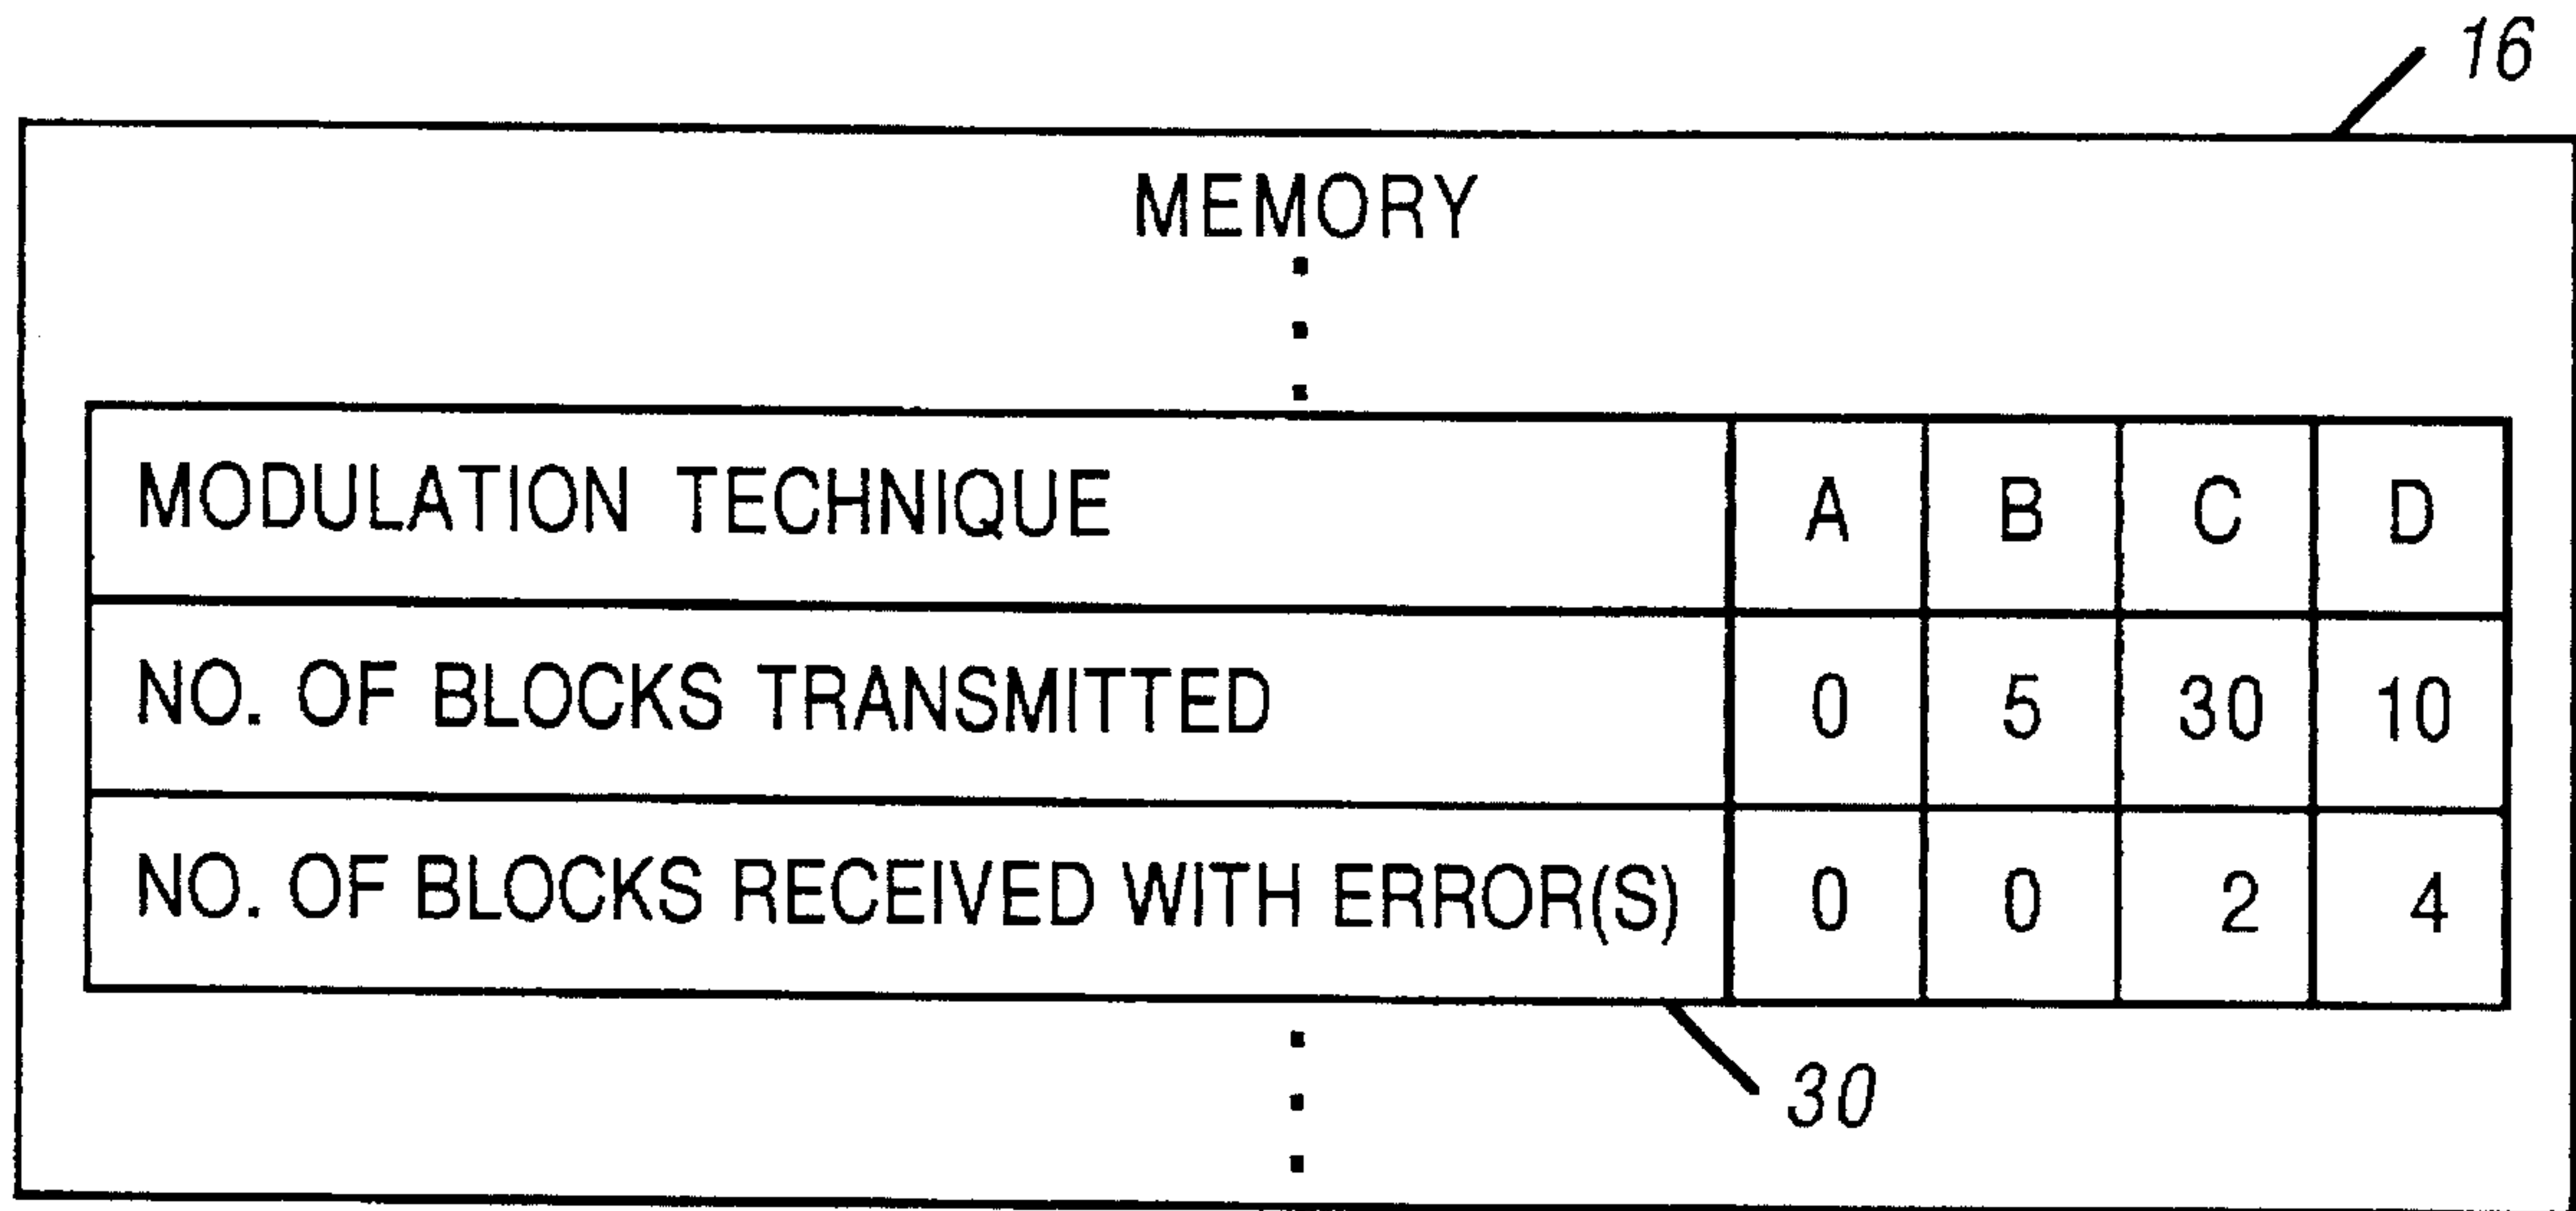 16
MEMORY
MODULATION TECHNIQUE A B C D
NO. OF BLOCKS TRANSMITTED 0 5 30 10
NO. OF BLOCKS RECEIVED WITH ERROR(S) 0 0 2 4
30